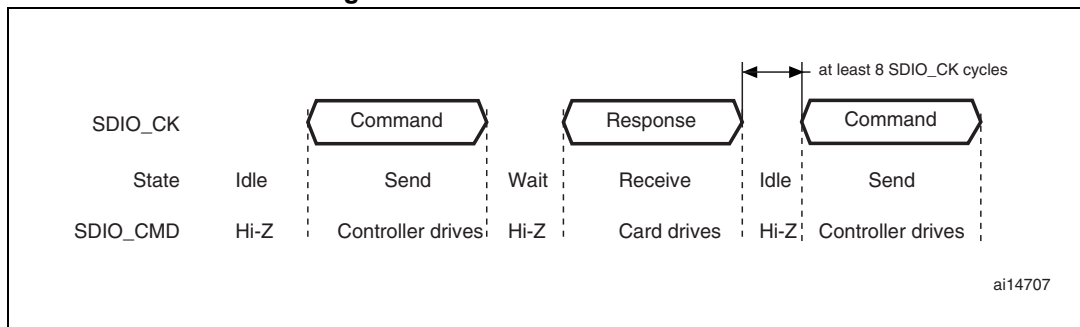 at least 8 SDIO_CK cycles
SDIO_CK Command Response Command
State Idle Send Wait Receive Idle Send
SDIO_CMD Hi-Z Controller drives Hi-Z Card drives Hi-Z Controller drives
ai14707